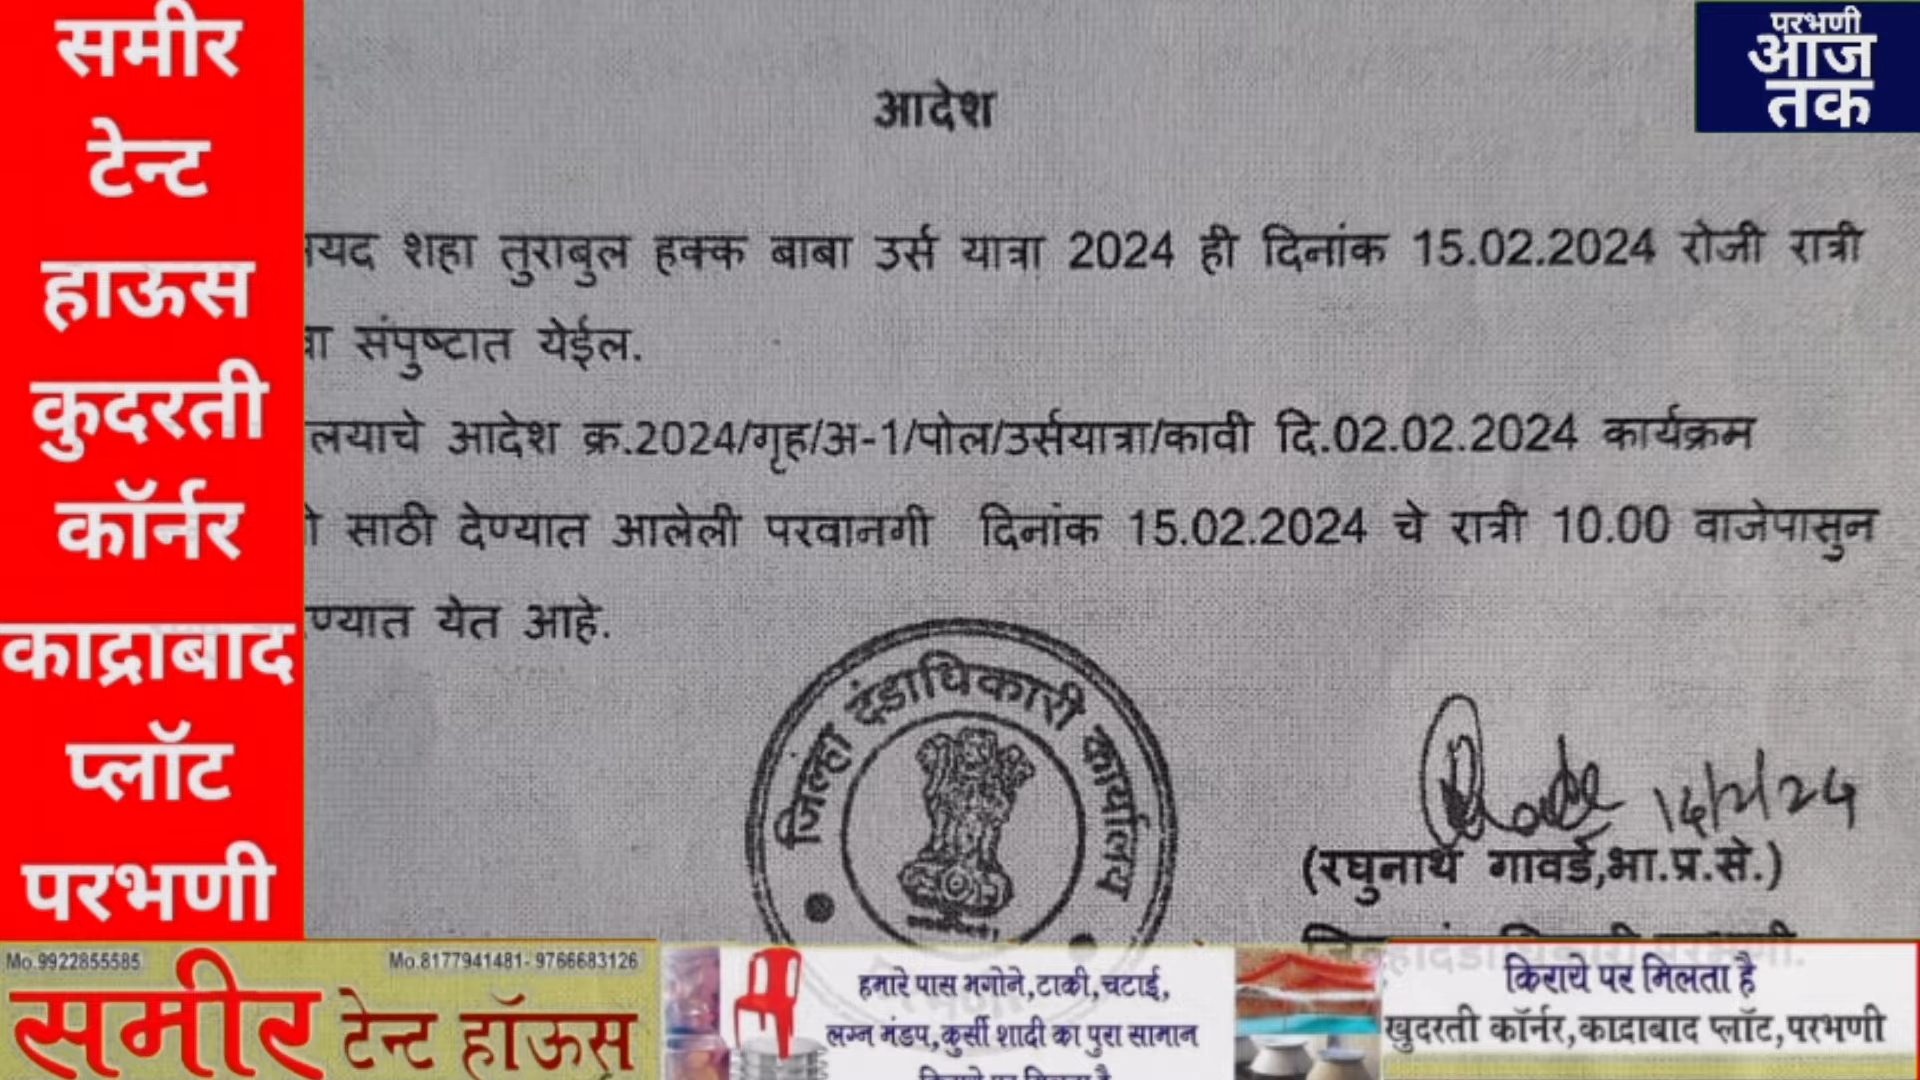 समीर
टेन्ट
हाऊस
कुदरती
कॉर्नर
काद्राबाद
प्लॉट
परभणी
परभणी
आज
तक
आदेश
यद शहा तुराबुल हक्क बाबा उर्स यात्रा 2024 ही दिनांक 15.02.2024 रोजी रात्री
संपुष्टात येईल.
लयाचे आदेश क्र.2024/गृह/अ-1/पोल/उर्सयात्रा/कावी दि.02.02.2024 कार्यक्रम
साठी देण्यात आलेली परवानगी दिनांक 15.02.2024 चे रात्री 10.00 वाजेपासुन
ण्यात येत आहे.
जिल्हा दंडाधिकारी कार्यालय
(रघुनाथ गावडे,भा.प्र.से.)
Mo.9922855585
Mo.8177941481- 9766683126
समीर टेन्ट हॉऊस
हमारे पास भगोने,टाकी,चटाई,
लग्न मंडप,कुर्सी शादी का पुरा सामान
किराये पर मिलता है
किराये पर मिलता है
खुदरती कॉर्नर,काद्राबाद प्लॉट,परभणी